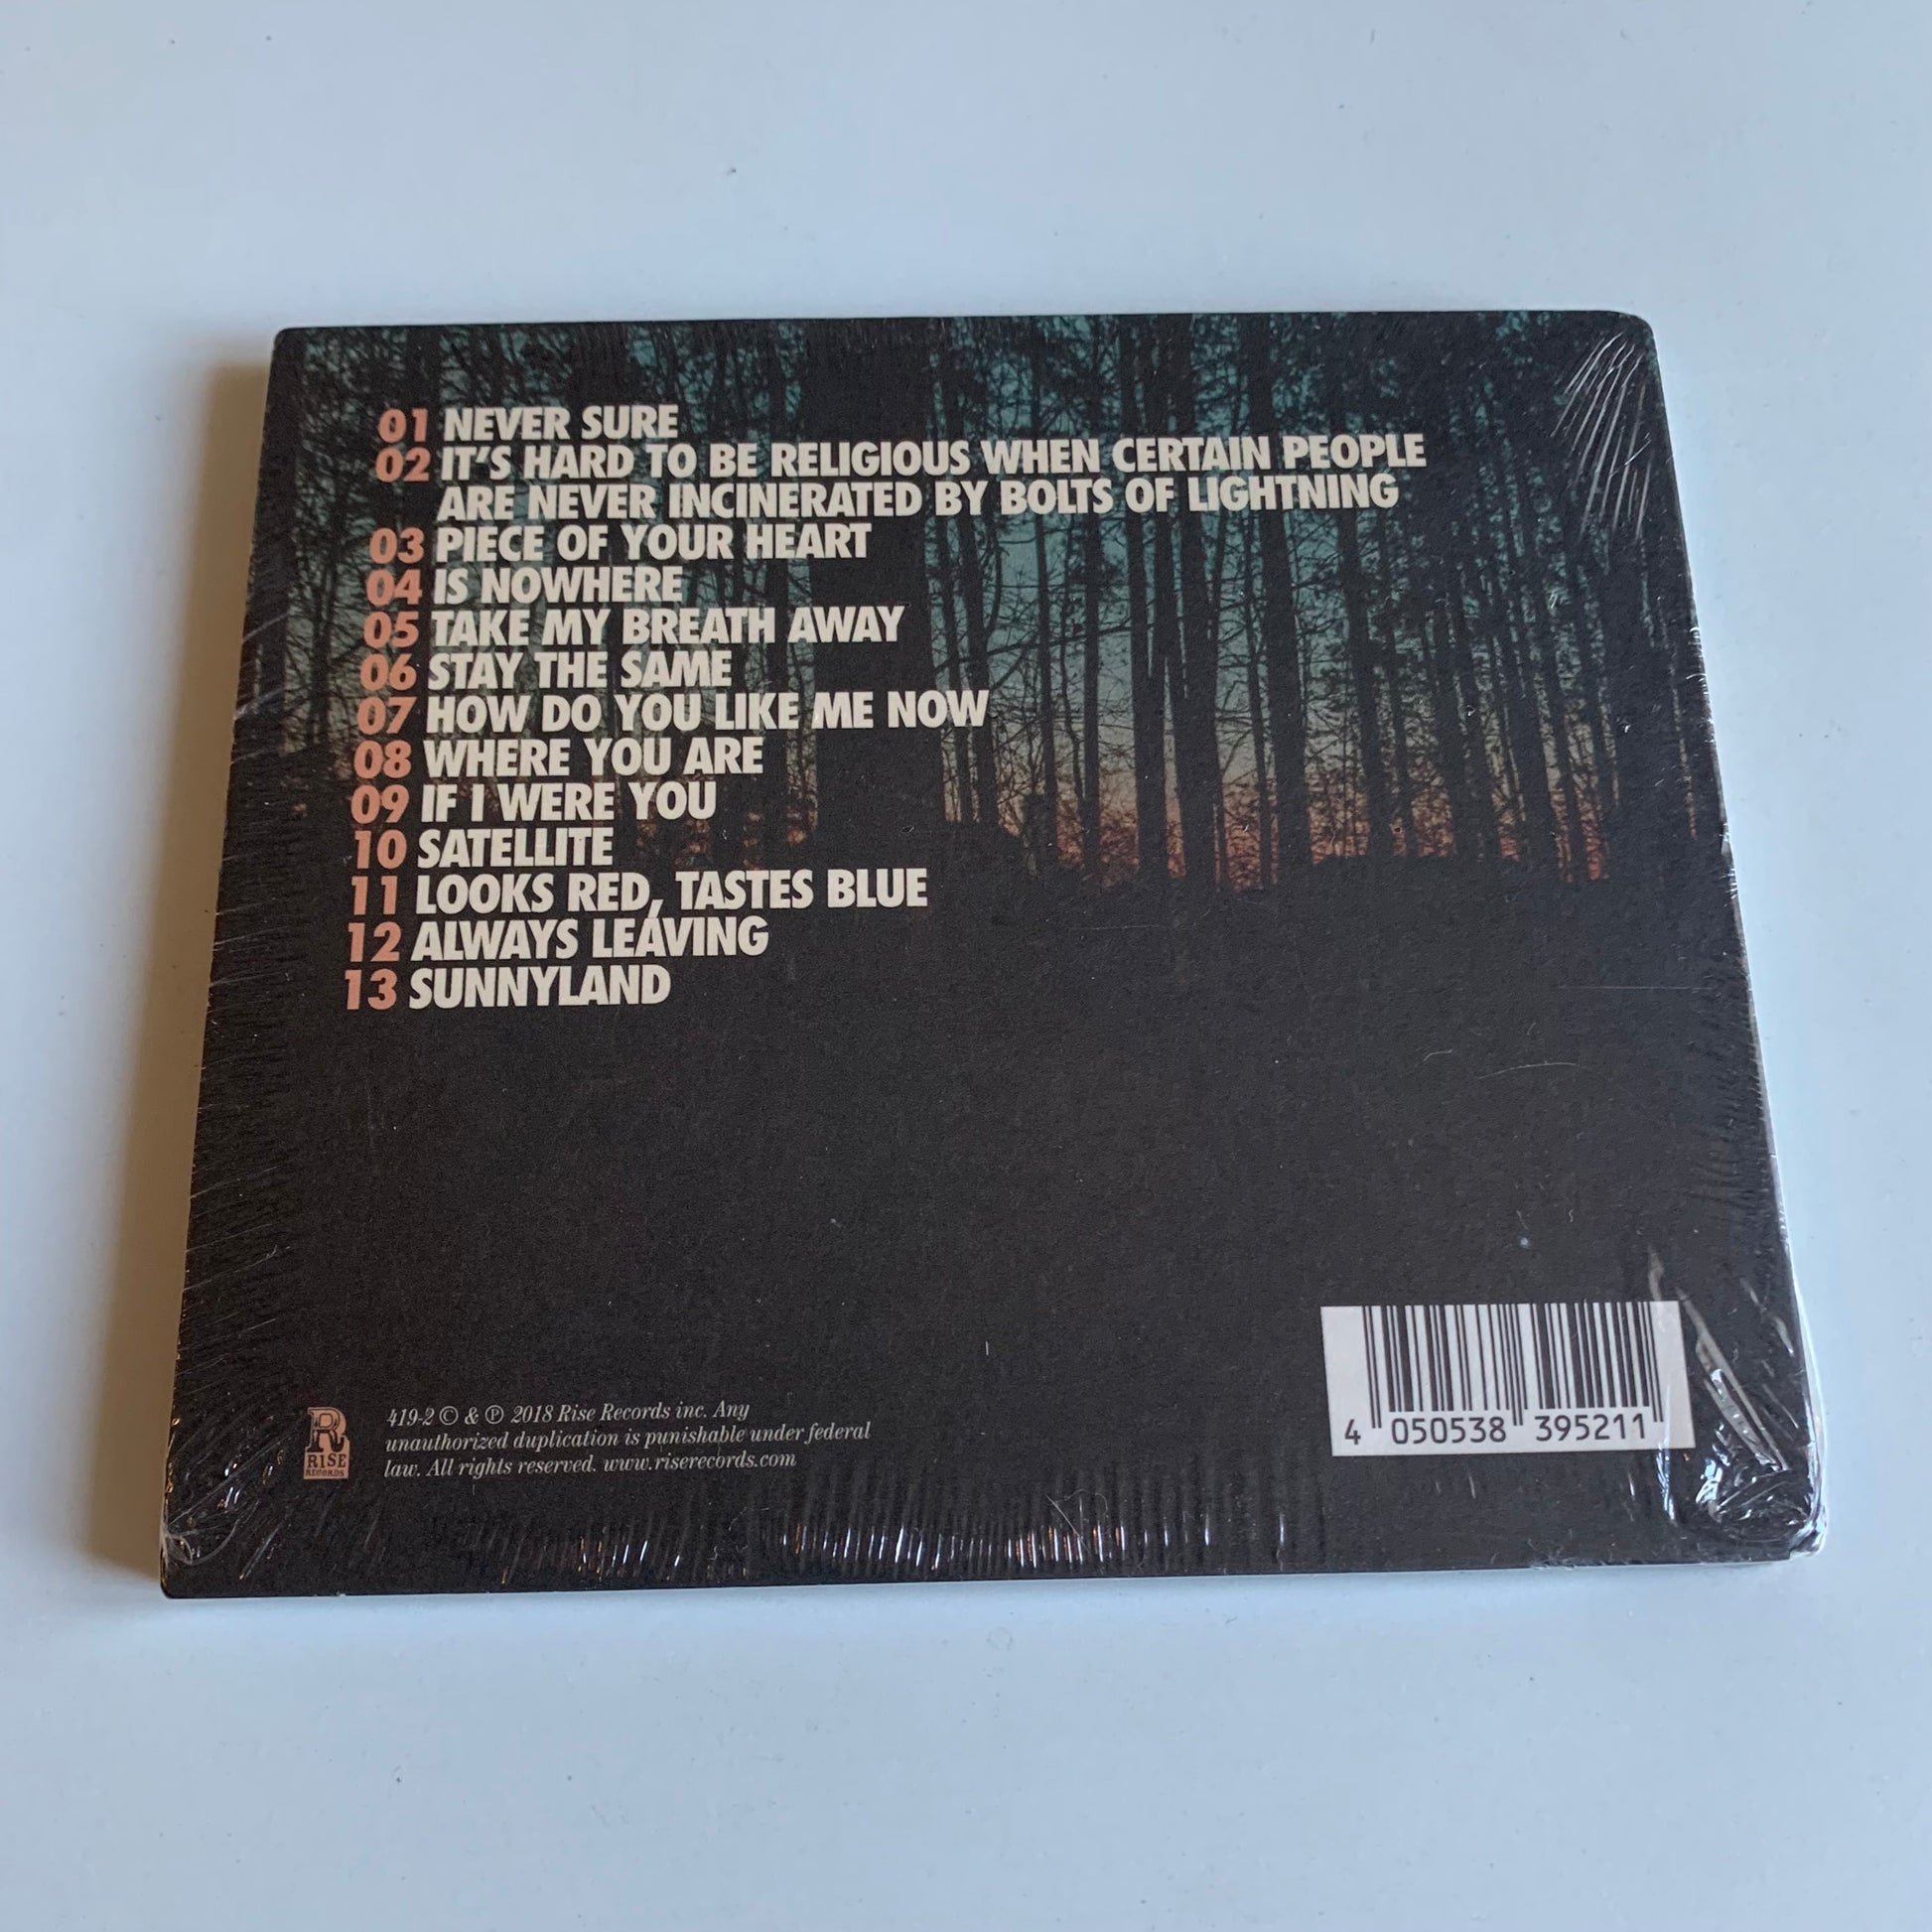 01 NEVER SURE
02 IT'S HARD TO BE RELIGIOUS WHEN CERTAIN PEOPLE
ARE NEVER INCINERATED BY BOLTS OF LIGHTNING
03 PIECE OF YOUR HEART
04 IS NOWHERE
05 TAKE MY BREATH AWAY
06 STAY THE SAME
07 HOW DO YOU LIKE ME NOW
08 WHERE YOU ARE
09 IF I WERE YOU
10 SATELLITE
11 LOOKS RED, TASTES BLUE
12 ALWAYS LEAVING
13 SUNNYLAND
R
RISE
RECORDS
419-2 © & ℗ 2018 Rise Records inc. Any
unauthorized duplication is punishable under federal
law. All rights reserved. www.riserecords.com
4 050538 395211